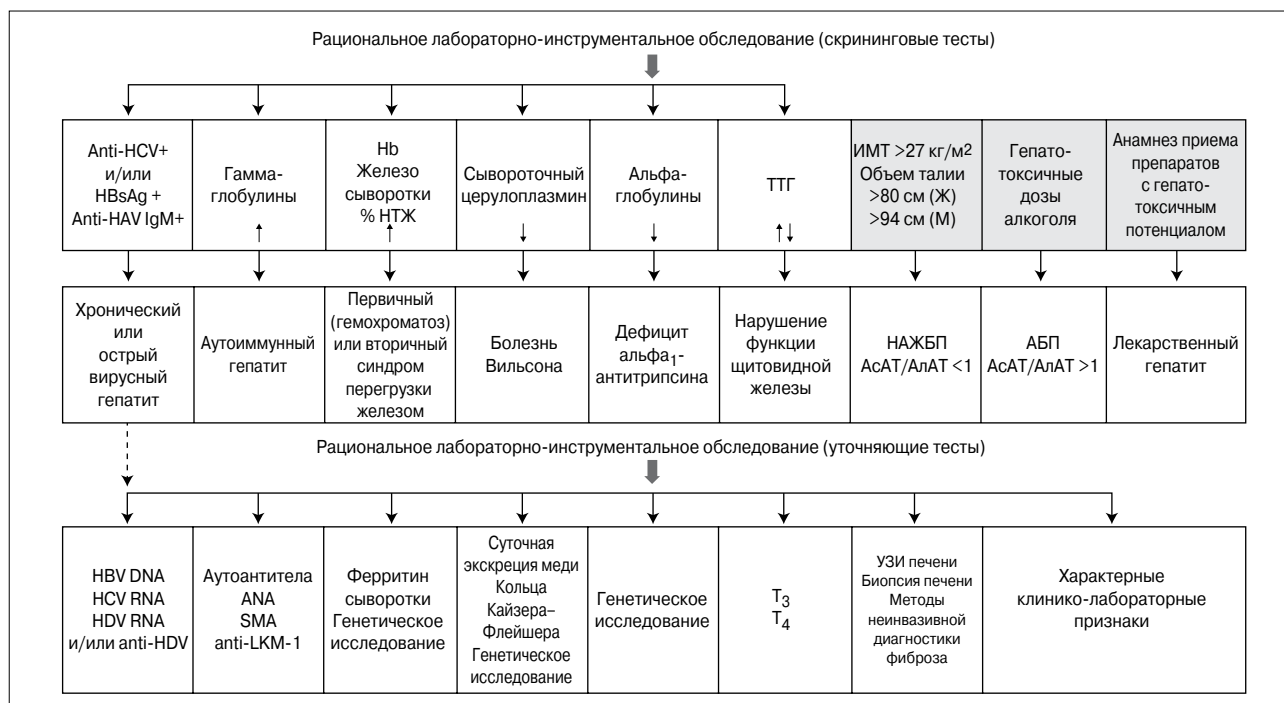 Рациональное лабораторно-инструментальное обследование (скрининговые тесты)
Anti-HCV+
и/или
HBsAg +
Anti-HAV IgM+
Гамма-
глобулины
↑
Hb
Железо
сыворотки
% НТЖ
↑
Сывороточный
церулоплазмин
↓
Альфа-
глобулины
↓
ТТГ
↑↓
ИМТ >27 кг/м2
Объем талии
>80 см (Ж)
>94 см (М)
Гепато-
токсичные
дозы
алкоголя
Анамнез приема
препаратов
с гепато-
токсичным
потенциалом
Хронический
или
острый
вирусный
гепатит
Аутоиммунный
гепатит
Первичный
(гемохроматоз)
или вторичный
синдром
перегрузки
железом
Болезнь
Вильсона
Дефицит
альфа1-
антитрипсина
Нарушение
функции
щитовидной
железы
НАЖБП
АсАТ/АлАТ <1
АБП
АсАТ/АлАТ >1
Лекарственный
гепатит
Рациональное лабораторно-инструментальное обследование (уточняющие тесты)
HBV DNA
HCV RNA
HDV RNA
и/или anti-HDV
Аутоантитела
ANA
SMA
anti-LKM-1
Ферритин
сыворотки
Генетическое
исследование
Суточная
экскреция меди
Кольца
Кайзера–
Флейшера
Генетическое
исследование
Генетическое
исследование
T3
T4
УЗИ печени
Биопсия печени
Методы
неинвазивной
диагностики
фиброза
Характерные
клинико-лабораторные
признаки